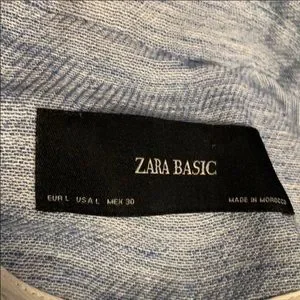 ZARA BASIC
EUR L USA L MEX 30 MADE IN MOROCCO